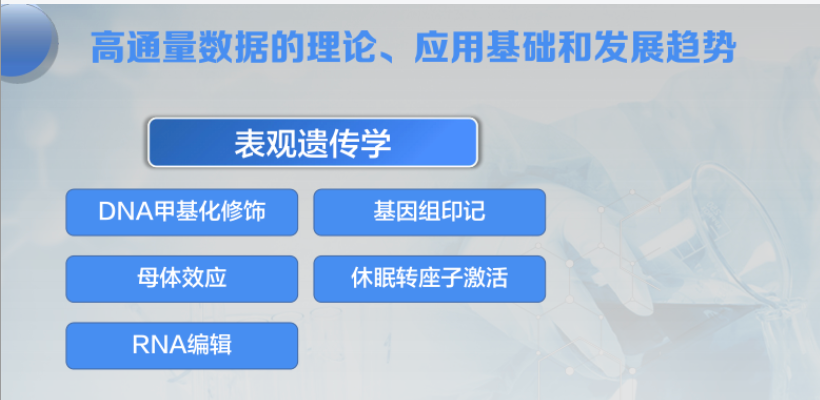 高通量数据的理论、应用基础和发展趋势
表观遗传学
DNA甲基化修饰
基因组印记
母体效应
休眠转座子激活
RNA编辑